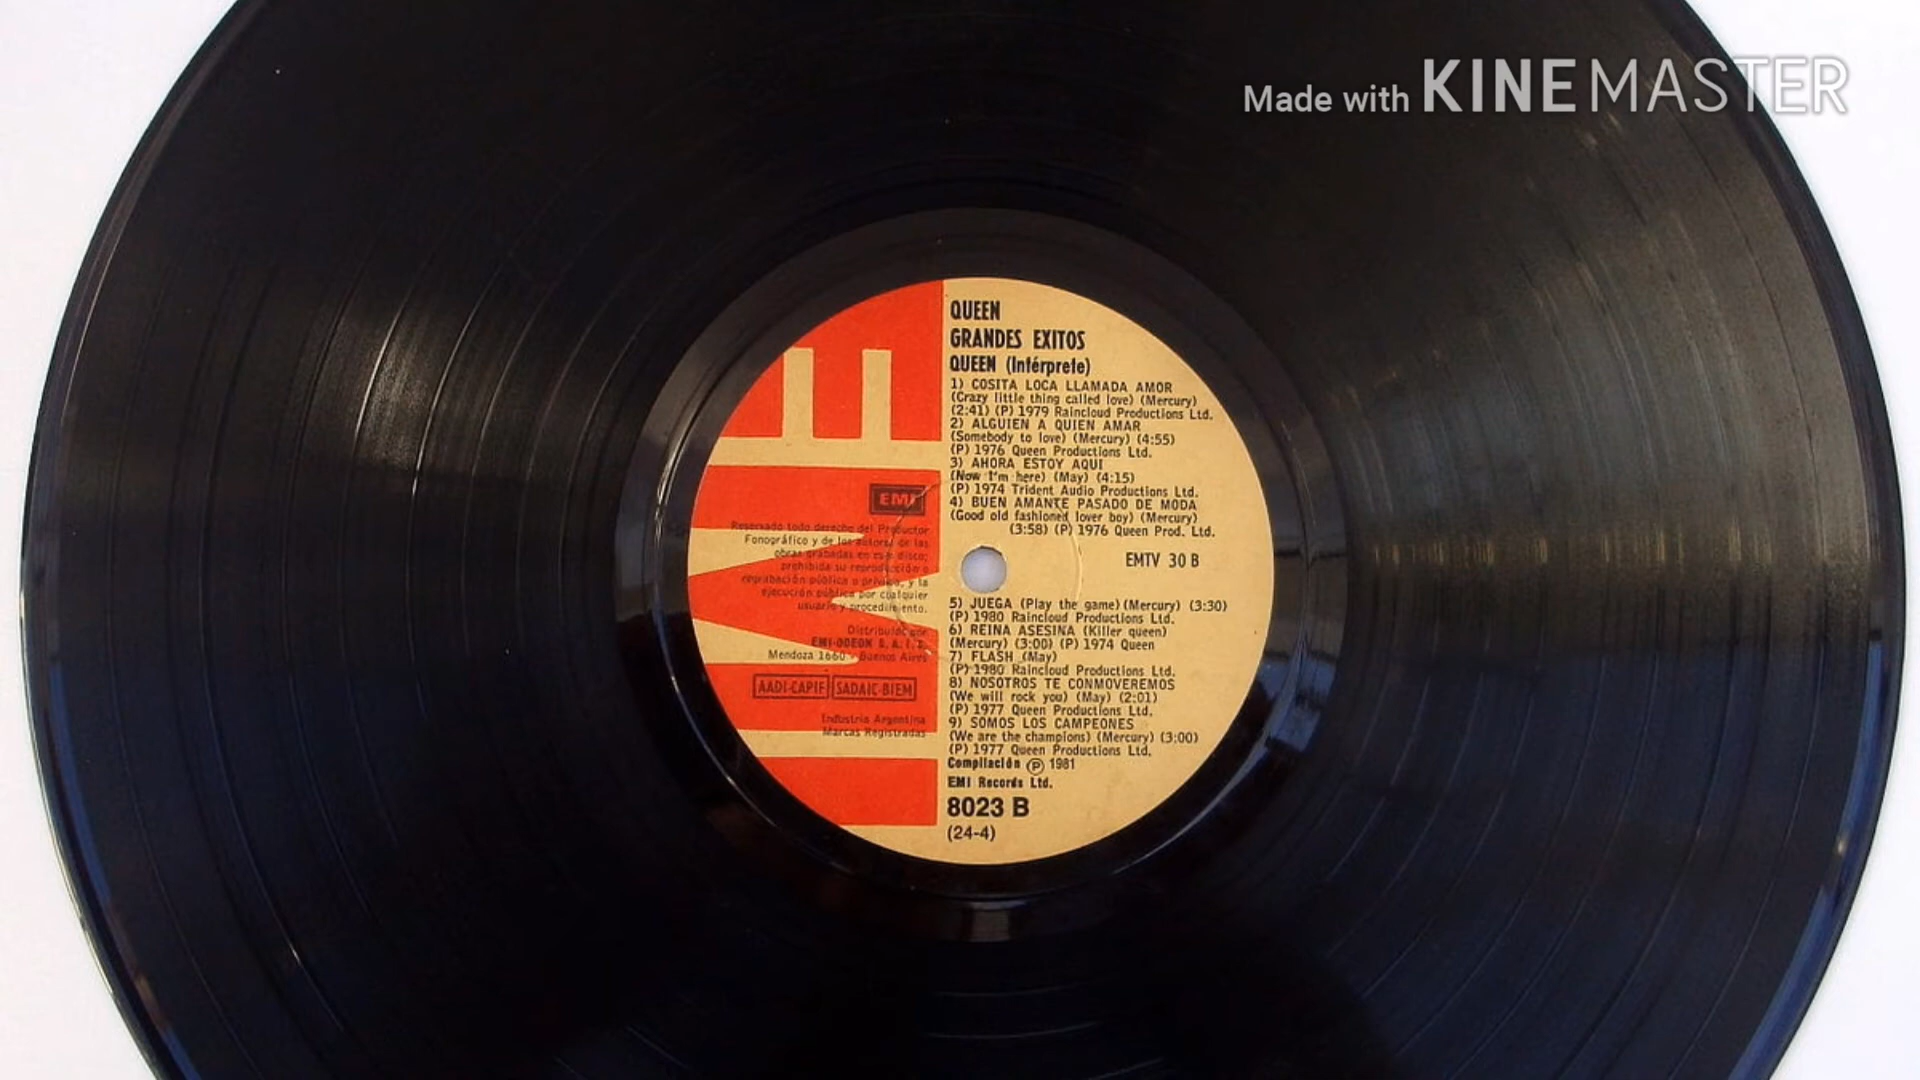 Made with KINEMASTER
QUEEN
GRANDES EXITOS
QUEEN (Intérprete)
1) COSITA LOCA LLAMADA AMOR
(Crazy little thing called love) (Mercury)
(2:41) (P) 1979 Raincloud Productions Ltd.
2) ALGUIEN A QUIEN AMAR
(Somebody to love) (Mercury) (4:55)
(P) 1976 Queen Productions Ltd.
3) AHORA ESTOY AQUI
(Now I'm here) (May) (4:15)
(P) 1974 Trident Audio Productions Ltd.
4) BUEN AMANTE PASADO DE MODA
(Good old fashioned lover boy) (Mercury)
(3:58) (P) 1976 Queen Prod. Ltd.
EMTV 30 B
5) JUEGA (Play the game) (Mercury) (3:30)
(P) 1980 Raincloud Productions Ltd.
6) REINA ASESINA (Killer queen)
(Mercury) (3:00) (P) 1974 Queen
7) FLASH (May)
(P) 1980 Raincloud Productions Ltd.
8) NOSOTROS TE CONMOVEREMOS
(We will rock you) (May) (2:01)
(P) 1977 Queen Productions Ltd.
9) SOMOS LOS CAMPEONES
(We are the champions) (Mercury) (3:00)
(P) 1977 Queen Productions Ltd.
Compilación ℗ 1981
EMI Records Ltd.
8023 B
(24-4)
EMI
EMI
Reservado todo derecho del Productor
Fonográfico y de los autores de las
obras grabadas en este disco;
prohibida su reproducción o
regrabación pública o privada, y la
ejecución pública por cualquier
usuario y procedimiento.
Distribuido por
EMI-ODEON S.A.I.C.
Mendoza 1660 - Buenos Aires
AADI-CAPIF SADAIC-BIEM
Industria Argentina
Marcas Registradas